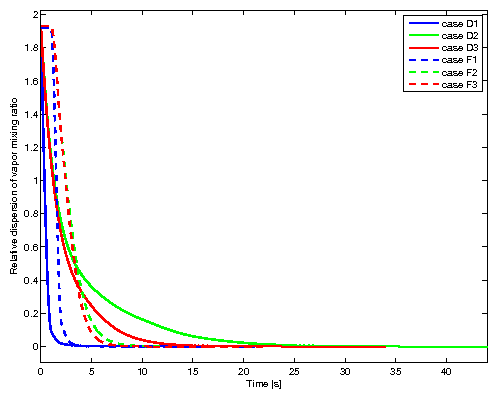 2
1.8
1.6
1.4
1.2
1
0.8
0.6
0.4
0.2
0
Relative dispersion of vapor mixing ratio
case D1
case D2
case D3
case F1
case F2
case F3
0 5 10 15 20 25 30 35 40
Time [s]